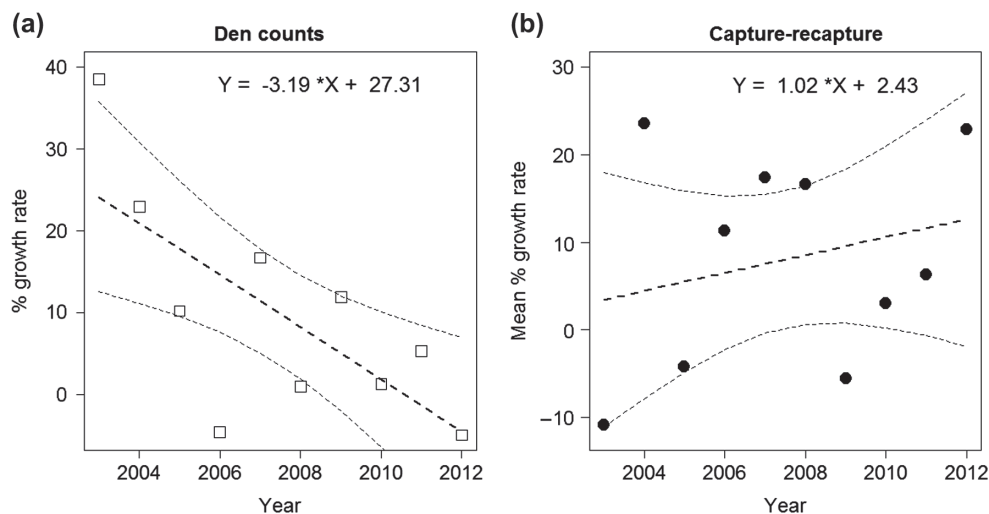 (a)
Den counts
Y = -3.19 *X + 27.31
% growth rate
40
30
20
10
0
2004 2006 2008 2010 2012
Year
(b)
Capture-recapture
Y = 1.02 *X + 2.43
Mean % growth rate
30
20
10
0
−10
2004 2006 2008 2010 2012
Year